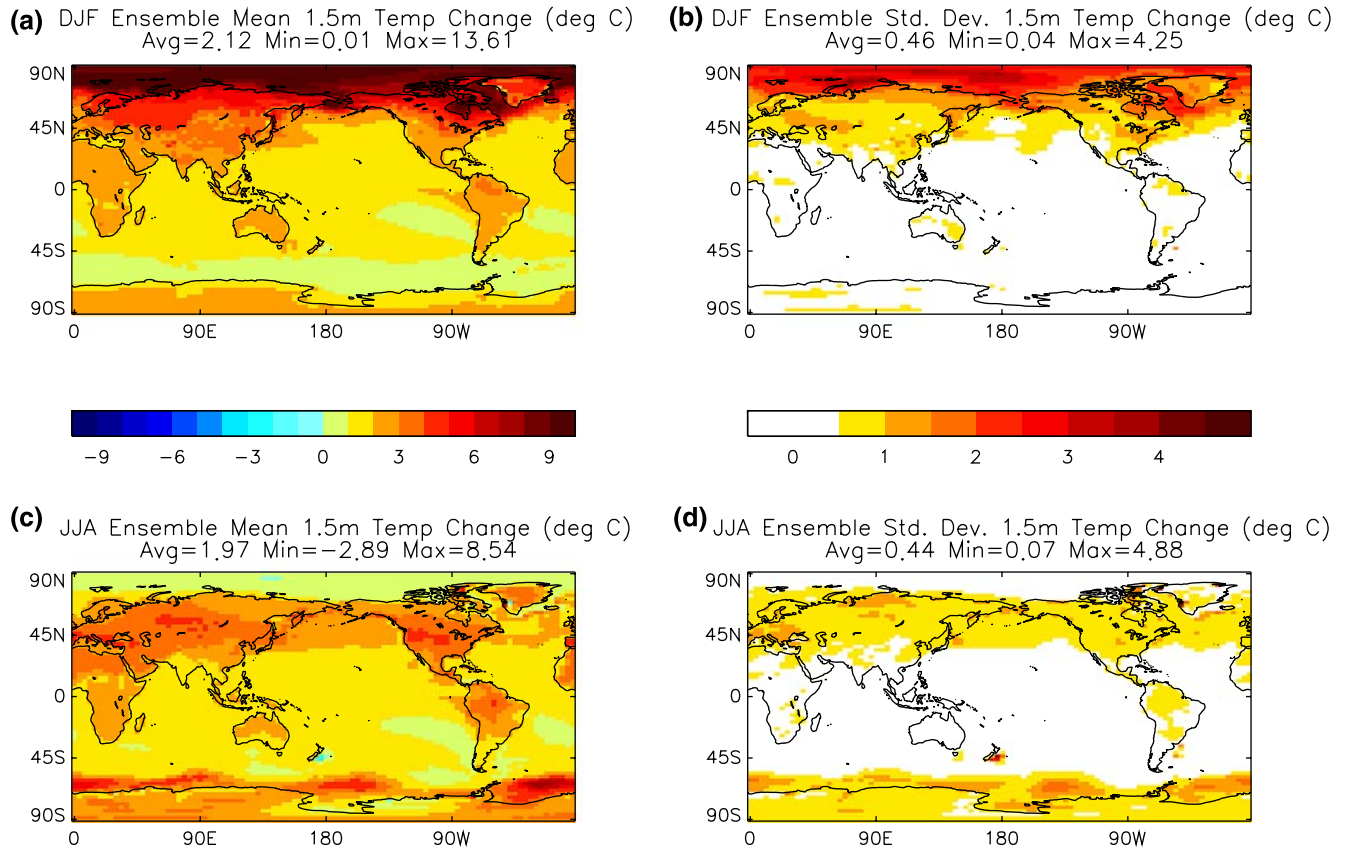 (a) DJF Ensemble Mean 1.5m Temp Change (deg C)
Avg=2.12 Min=0.01 Max=13.61
90N
45N
0
45S
90S
0 90E 180 90W
−9 −6 −3 0 3 6 9
(b) DJF Ensemble Std. Dev. 1.5m Temp Change (deg C)
Avg=0.46 Min=0.04 Max=4.25
90N
45N
0
45S
90S
0 90E 180 90W
0 1 2 3 4
(c) JJA Ensemble Mean 1.5m Temp Change (deg C)
Avg=1.97 Min=−2.89 Max=8.54
90N
45N
0
45S
90S
0 90E 180 90W
(d) JJA Ensemble Std. Dev. 1.5m Temp Change (deg C)
Avg=0.44 Min=0.07 Max=4.88
90N
45N
0
45S
90S
0 90E 180 90W